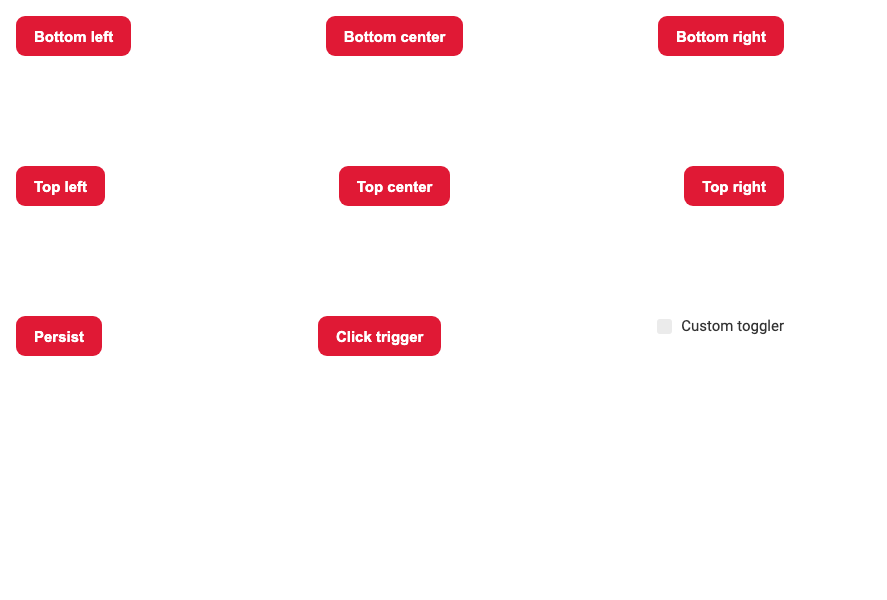 Bottom left
Bottom center
Bottom right
Top left
Top center
Top right
Persist
Click trigger
Custom toggler